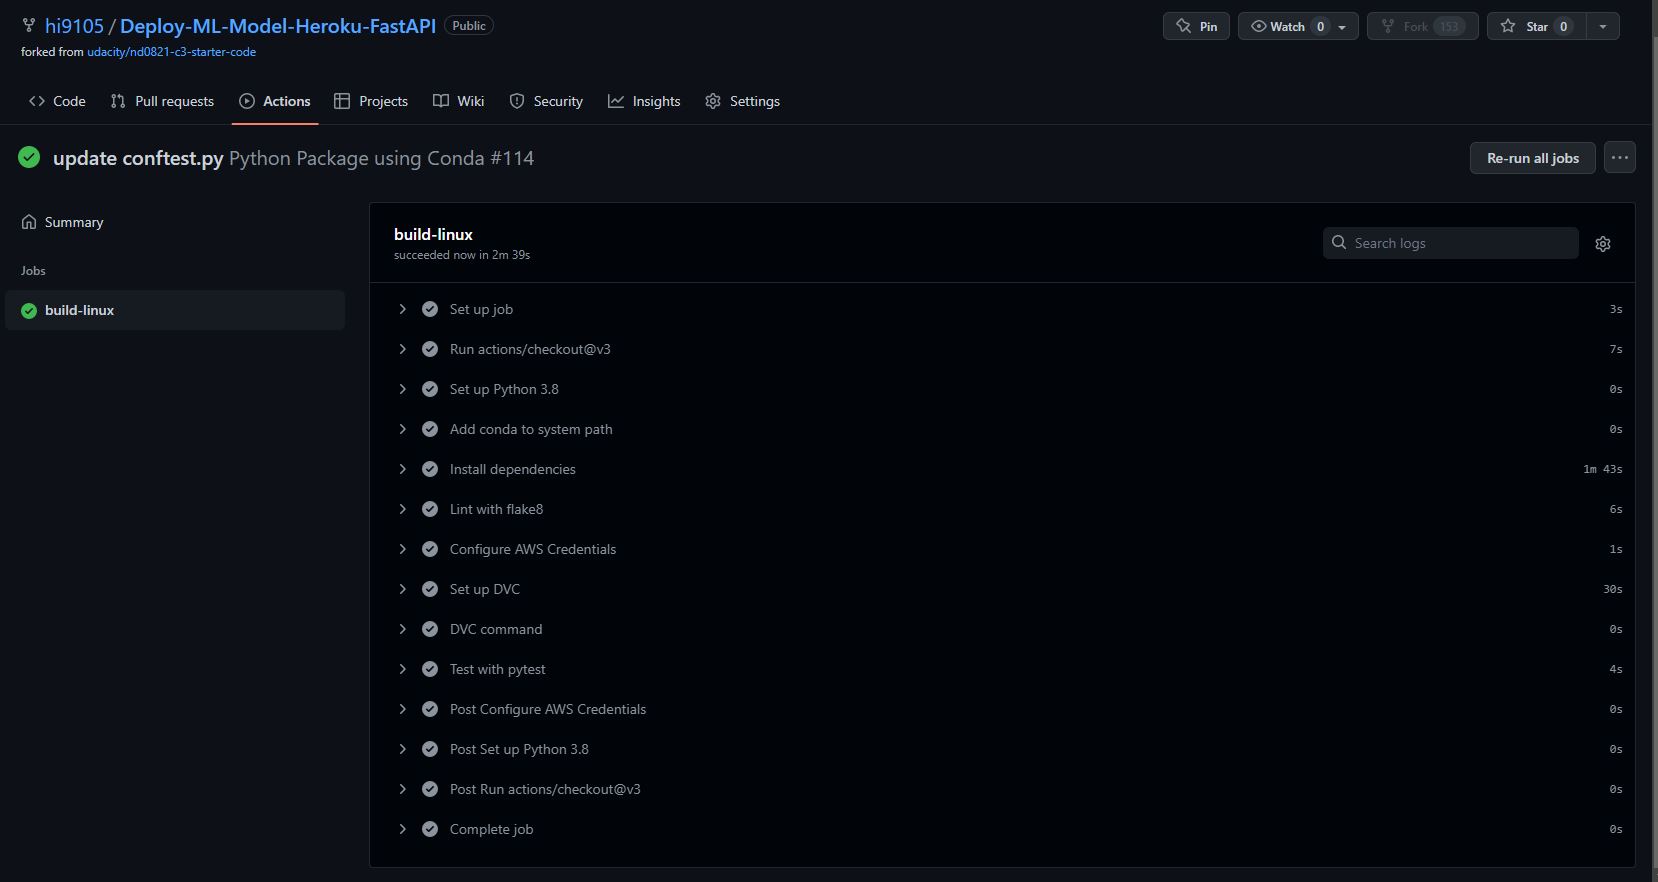 hi9105 / Deploy-ML-Model-Heroku-FastAPI Public Pin Watch 0 Fork 153 Star 0
forked from udacity/nd0821-c3-starter-code
Code Pull requests Actions Projects Wiki Security Insights Settings
update conftest.py Python Package using Conda #114 Re-run all jobs ...
Summary
Jobs
build-linux
build-linux
succeeded now in 2m 39s
Search logs
Set up job 3s
Run actions/checkout@v3 7s
Set up Python 3.8 0s
Add conda to system path 0s
Install dependencies 1m 43s
Lint with flake8 6s
Configure AWS Credentials 1s
Set up DVC 30s
DVC command 0s
Test with pytest 4s
Post Configure AWS Credentials 0s
Post Set up Python 3.8 0s
Post Run actions/checkout@v3 0s
Complete job 0s